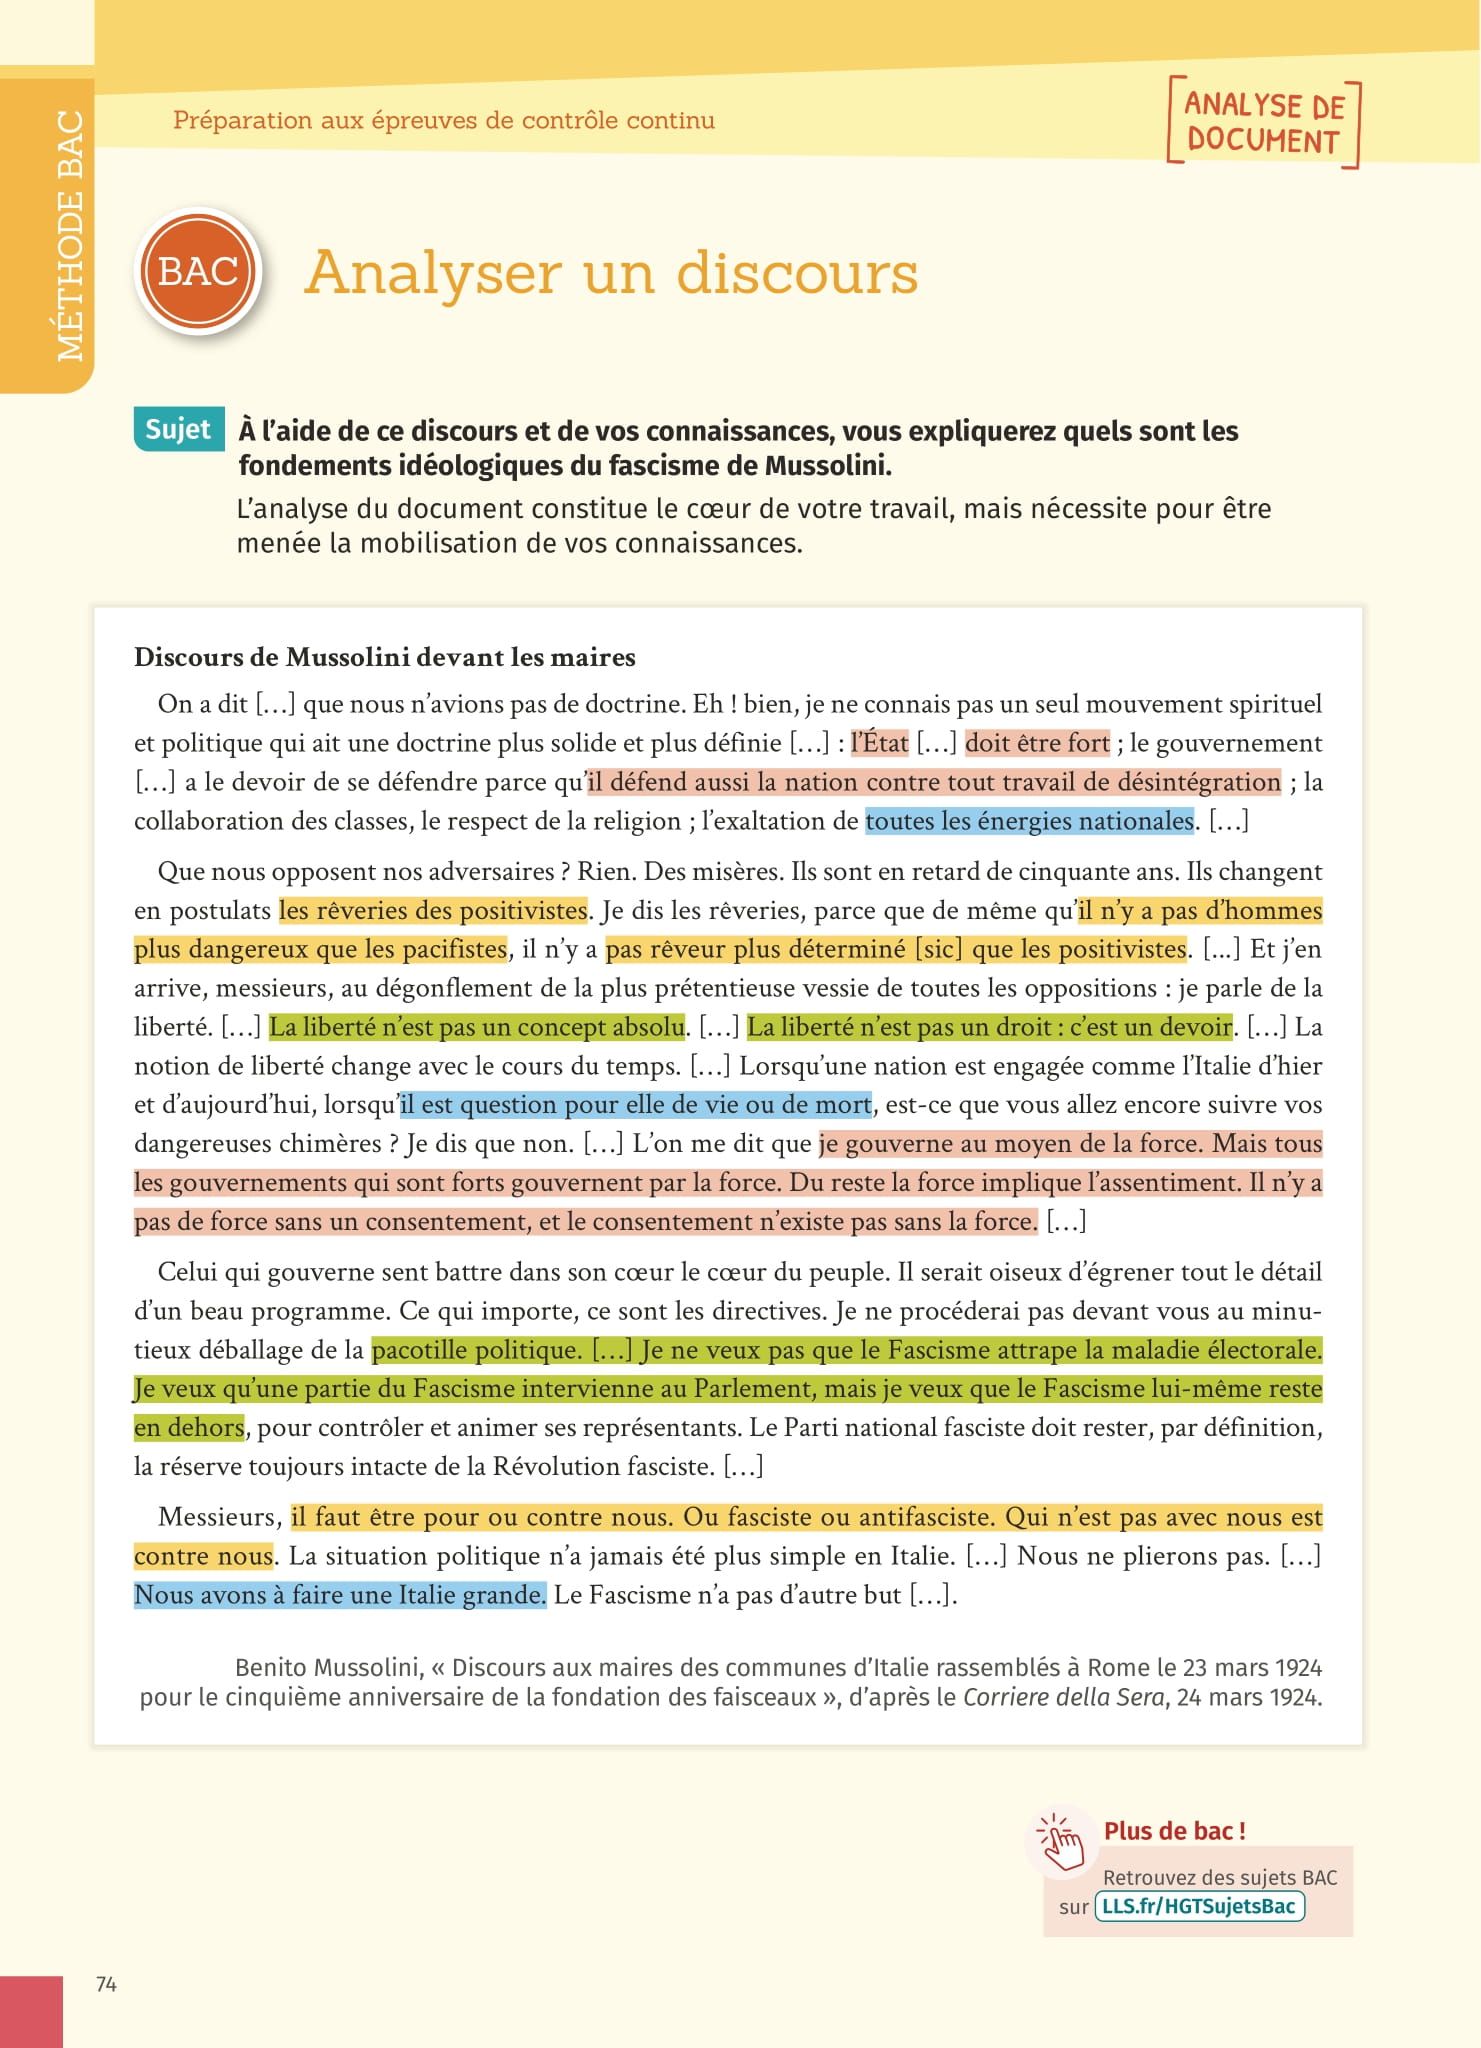 Préparation aux épreuves de contrôle continu
ANALYSE DE
DOCUMENT
MÉTHODE BAC
BAC
Analyser un discours
Sujet
À l’aide de ce discours et de vos connaissances, vous expliquerez quels sont les
fondements idéologiques du fascisme de Mussolini.
L’analyse du document constitue le cœur de votre travail, mais nécessite pour être
menée la mobilisation de vos connaissances.
Discours de Mussolini devant les maires
On a dit […] que nous n’avions pas de doctrine. Eh ! bien, je ne connais pas un seul mouvement spirituel
et politique qui ait une doctrine plus solide et plus définie […] : l’État […] doit être fort ; le gouvernement
[…] a le devoir de se défendre parce qu’il défend aussi la nation contre tout travail de désintégration ; la
collaboration des classes, le respect de la religion ; l’exaltation de toutes les énergies nationales. […]
Que nous opposent nos adversaires ? Rien. Des misères. Ils sont en retard de cinquante ans. Ils changent
en postulats les rêveries des positivistes. Je dis les rêveries, parce que de même qu’il n’y a pas d’hommes
plus dangereux que les pacifistes, il n’y a pas rêveur plus déterminé [sic] que les positivistes. [...] Et j’en
arrive, messieurs, au dégonflement de la plus prétentieuse vessie de toutes les oppositions : je parle de la
liberté. […] La liberté n’est pas un concept absolu. […] La liberté n’est pas un droit : c’est un devoir. […] La
notion de liberté change avec le cours du temps. […] Lorsqu’une nation est engagée comme l’Italie d’hier
et d’aujourd’hui, lorsqu’il est question pour elle de vie ou de mort, est-ce que vous allez encore suivre vos
dangereuses chimères ? Je dis que non. […] L’on me dit que je gouverne au moyen de la force. Mais tous
les gouvernements qui sont forts gouvernent par la force. Du reste la force implique l’assentiment. Il n’y a
pas de force sans un consentement, et le consentement n’existe pas sans la force. […]
Celui qui gouverne sent battre dans son cœur le cœur du peuple. Il serait oiseux d’égrener tout le détail
d’un beau programme. Ce qui importe, ce sont les directives. Je ne procéderai pas devant vous au minu-
tieux déballage de la pacotille politique. […] Je ne veux pas que le Fascisme attrape la maladie électorale.
Je veux qu’une partie du Fascisme intervienne au Parlement, mais je veux que le Fascisme lui-même reste
en dehors, pour contrôler et animer ses représentants. Le Parti national fasciste doit rester, par définition,
la réserve toujours intacte de la Révolution fasciste. […]
Messieurs, il faut être pour ou contre nous. Ou fasciste ou antifasciste. Qui n’est pas avec nous est
contre nous. La situation politique n’a jamais été plus simple en Italie. […] Nous ne plierons pas. […]
Nous avons à faire une Italie grande. Le Fascisme n’a pas d’autre but […].
Benito Mussolini, « Discours aux maires des communes d’Italie rassemblés à Rome le 23 mars 1924
pour le cinquième anniversaire de la fondation des faisceaux », d’après le Corriere della Sera, 24 mars 1924.
Plus de bac !
Retrouvez des sujets BAC
sur LLS.fr/HGTSujetsBac
74